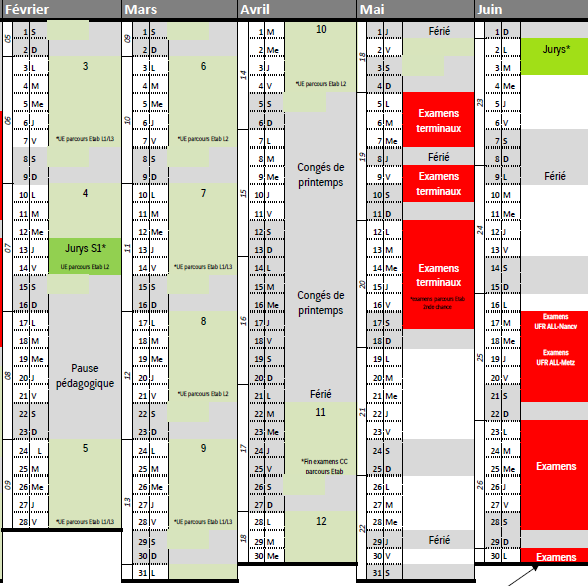 Février
05
1 S
2 D
3 L 3
4 M
5 Me
06
6 J
7 V *UE parcours Etab L1/L3
8 S
9 D
10 L 4
11 M
12 Me
07
13 J Jurys S1*
14 V UE parcours Etab L2
15 S
16 D
17 L
18 M
19 Me Pause
08
20 J pédagogique
21 V
22 S
23 D
24 L 5
25 M
09
26 Me
27 J
28 V *UE parcours Etab L1/L3
Mars
09
1 S
2 D
3 L 6
4 M
5 Me
10
6 J
7 V *UE parcours Etab L2
8 S
9 D
10 L 7
11 M
12 Me
11
13 J
14 V *UE parcours Etab L1/L3
15 S
16 D
17 L 8
18 M
19 Me
12
20 J
21 V *UE parcours Etab L2
22 S
23 D
24 L 9
25 M
26 Me
13
27 J
28 V *UE parcours Etab L1/L3
29 S
30 D
31 L
Avril
1 M 10
2 Me
14
3 J
4 V *UE parcours Etab L2
5 S
6 D
7 L
8 M Congés de
9 Me printemps
15
10 J
11 V
12 S
13 D
14 L
15 M Congés de
16 Me printemps
16
17 J
18 V
19 S
20 D
21 L Férié
22 M 11
23 Me
17
24 J *Fin examens CC
25 V parcours Etab
26 S
27 D
28 L 12
18
29 M
30 Me
Mai
1 J Férié
18
2 V
3 S
4 D
5 L Examens
6 M terminaux
7 Me
19
8 J Férié
9 V Examens
10 S terminaux
11 D
12 L
13 M
14 Me Examens
20
15 J terminaux
16 V *examens parcours Etab
2nde chance
17 S
18 D
19 L
20 M
21 Me
21
22 J
23 V
24 S
25 D
26 L
27 M
28 Me
22
29 J Férié
30 V
31 S
Juin
1 D
2 L Jurys*
3 M
4 Me
23
5 J
6 V
7 S
8 D
9 L Férié
10 M
11 Me
24
12 J
13 V
14 S
15 D
16 L
17 M Examens
UFR ALL-Nancy
18 Me
25
19 J Examens
UFR ALL-Metz
20 V
21 S
22 D
23 L
24 M
25 Me Examens
26
26 J
27 V
28 S
29 D
30 L Examens